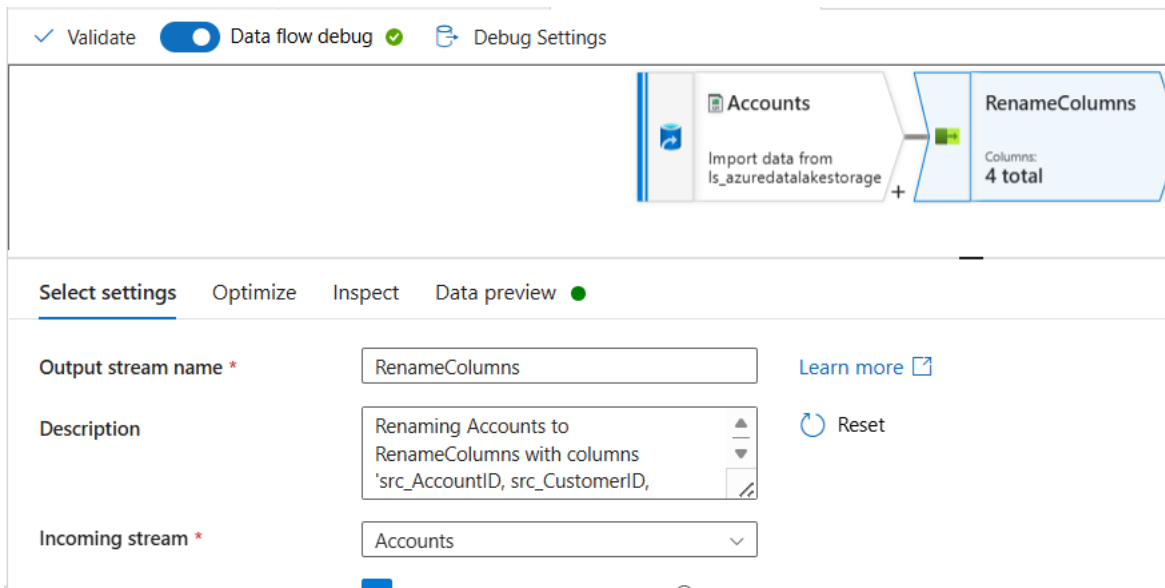 Validate Data flow debug Debug Settings
Accounts
Import data from
ls_azuredatalakestorage
+
RenameColumns
Columns:
4 total
Select settings Optimize Inspect Data preview
Output stream name * RenameColumns Learn more
Description Renaming Accounts to Reset
RenameColumns with columns
'src_AccountID, src_CustomerID,
Incoming stream * Accounts